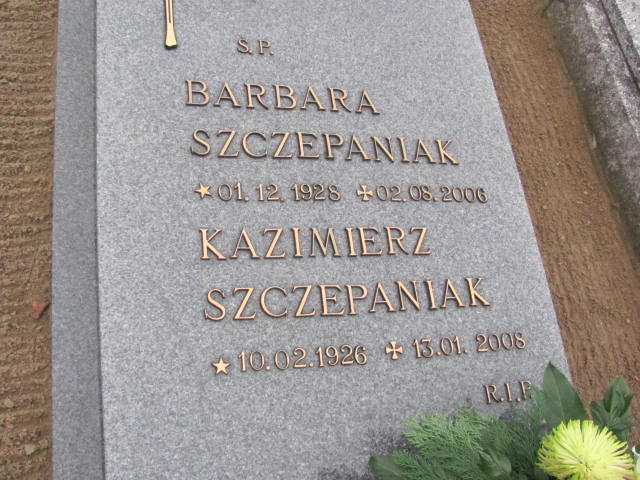 Ś.P.
BARBARA
SZCZEPANIAK
★ 01.12.1928 ✠ 02.08.2006
KAZIMIERZ
SZCZEPANIAK
★ 10.02.1926 ✠ 13.01.2008
R.I.P.